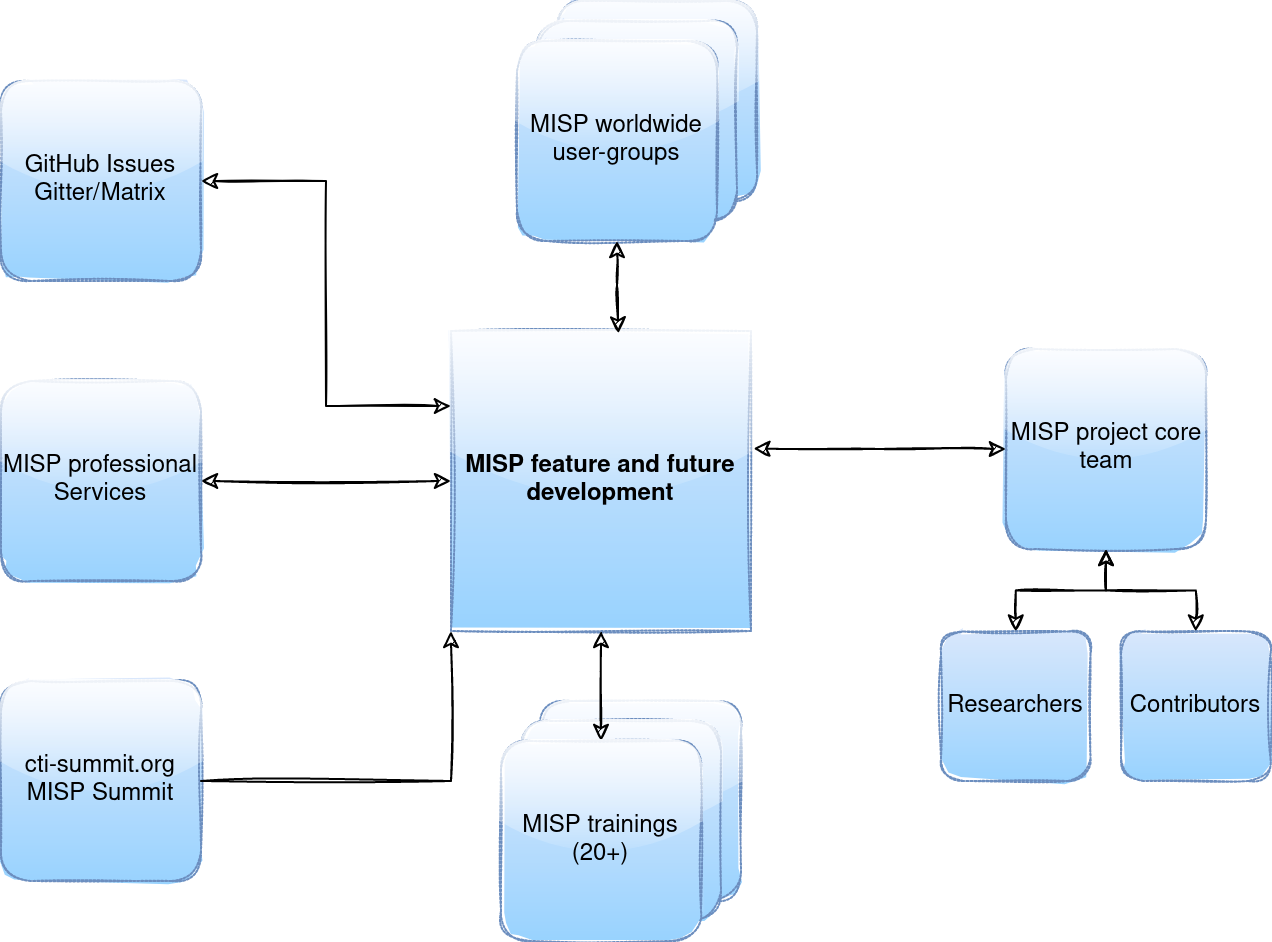 MISP worldwide
user-groups
GitHub Issues
Gitter/Matrix
MISP professional
Services
MISP feature and future
development
MISP project core
team
Researchers
Contributors
cti-summit.org
MISP Summit
MISP trainings
(20+)